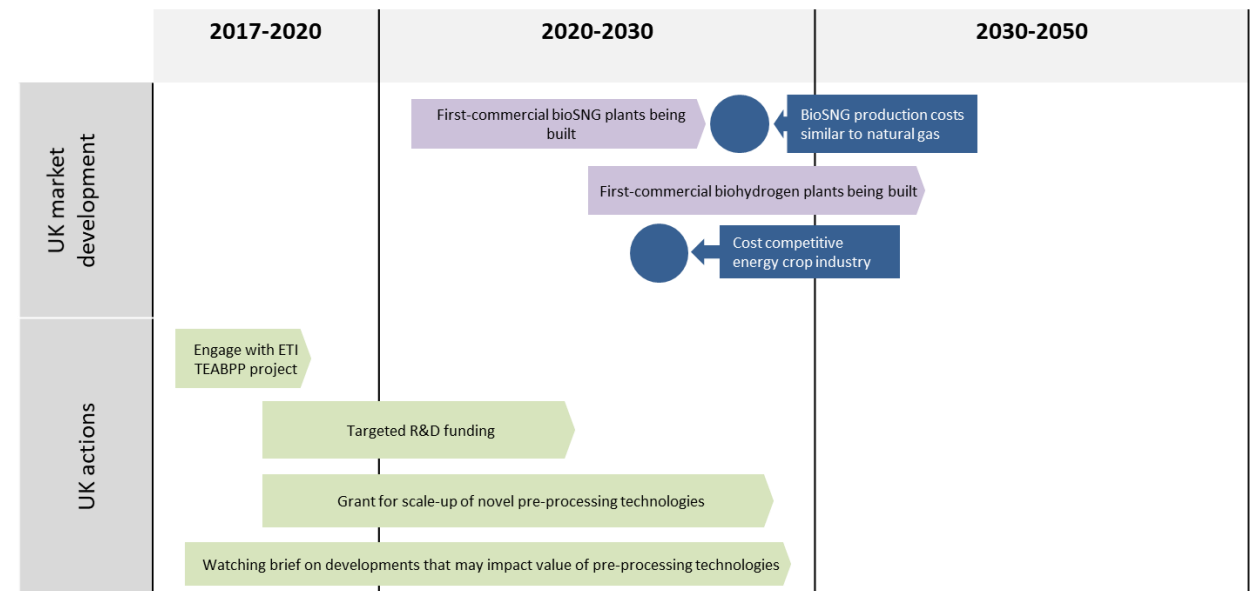 2017-2020
2020-2030
2030-2050
UK market
development
First-commercial bioSNG plants being
built
BioSNG production costs
similar to natural gas
First-commercial biohydrogen plants being built
Cost competitive
energy crop industry
UK actions
Engage with ETI
TEABPP project
Targeted R&D funding
Grant for scale-up of novel pre-processing technologies
Watching brief on developments that may impact value of pre-processing technologies